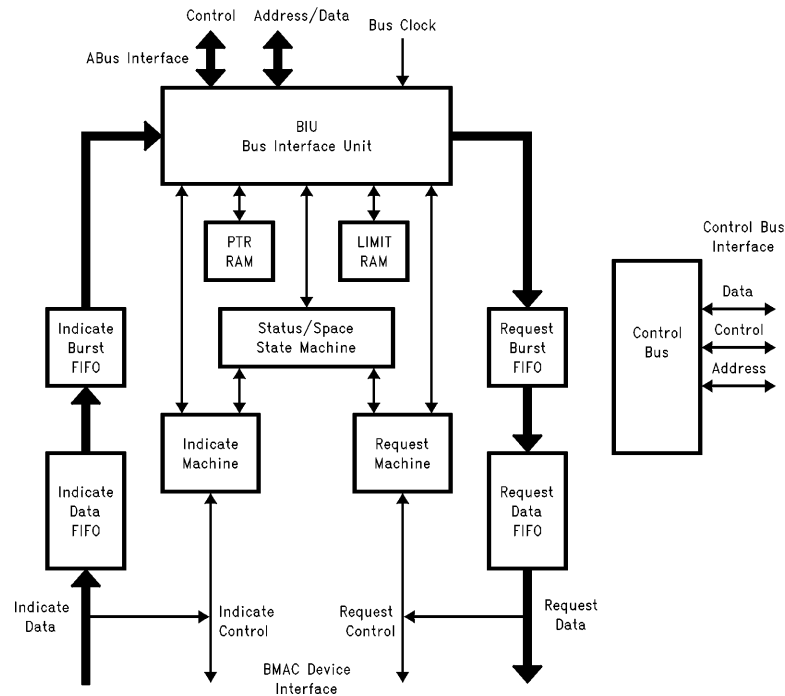 Control
Address/Data
Bus Clock
ABus Interface
BIU
Bus Interface Unit
PTR
RAM
LIMIT
RAM
Control Bus
Interface
Data
Control
Address
Control
Bus
Indicate
Burst
FIFO
Status/Space
State Machine
Request
Burst
FIFO
Indicate
Machine
Request
Machine
Indicate
Data
FIFO
Request
Data
FIFO
Indicate
Data
Indicate
Control
Request
Control
Request
Data
BMAC Device
Interface